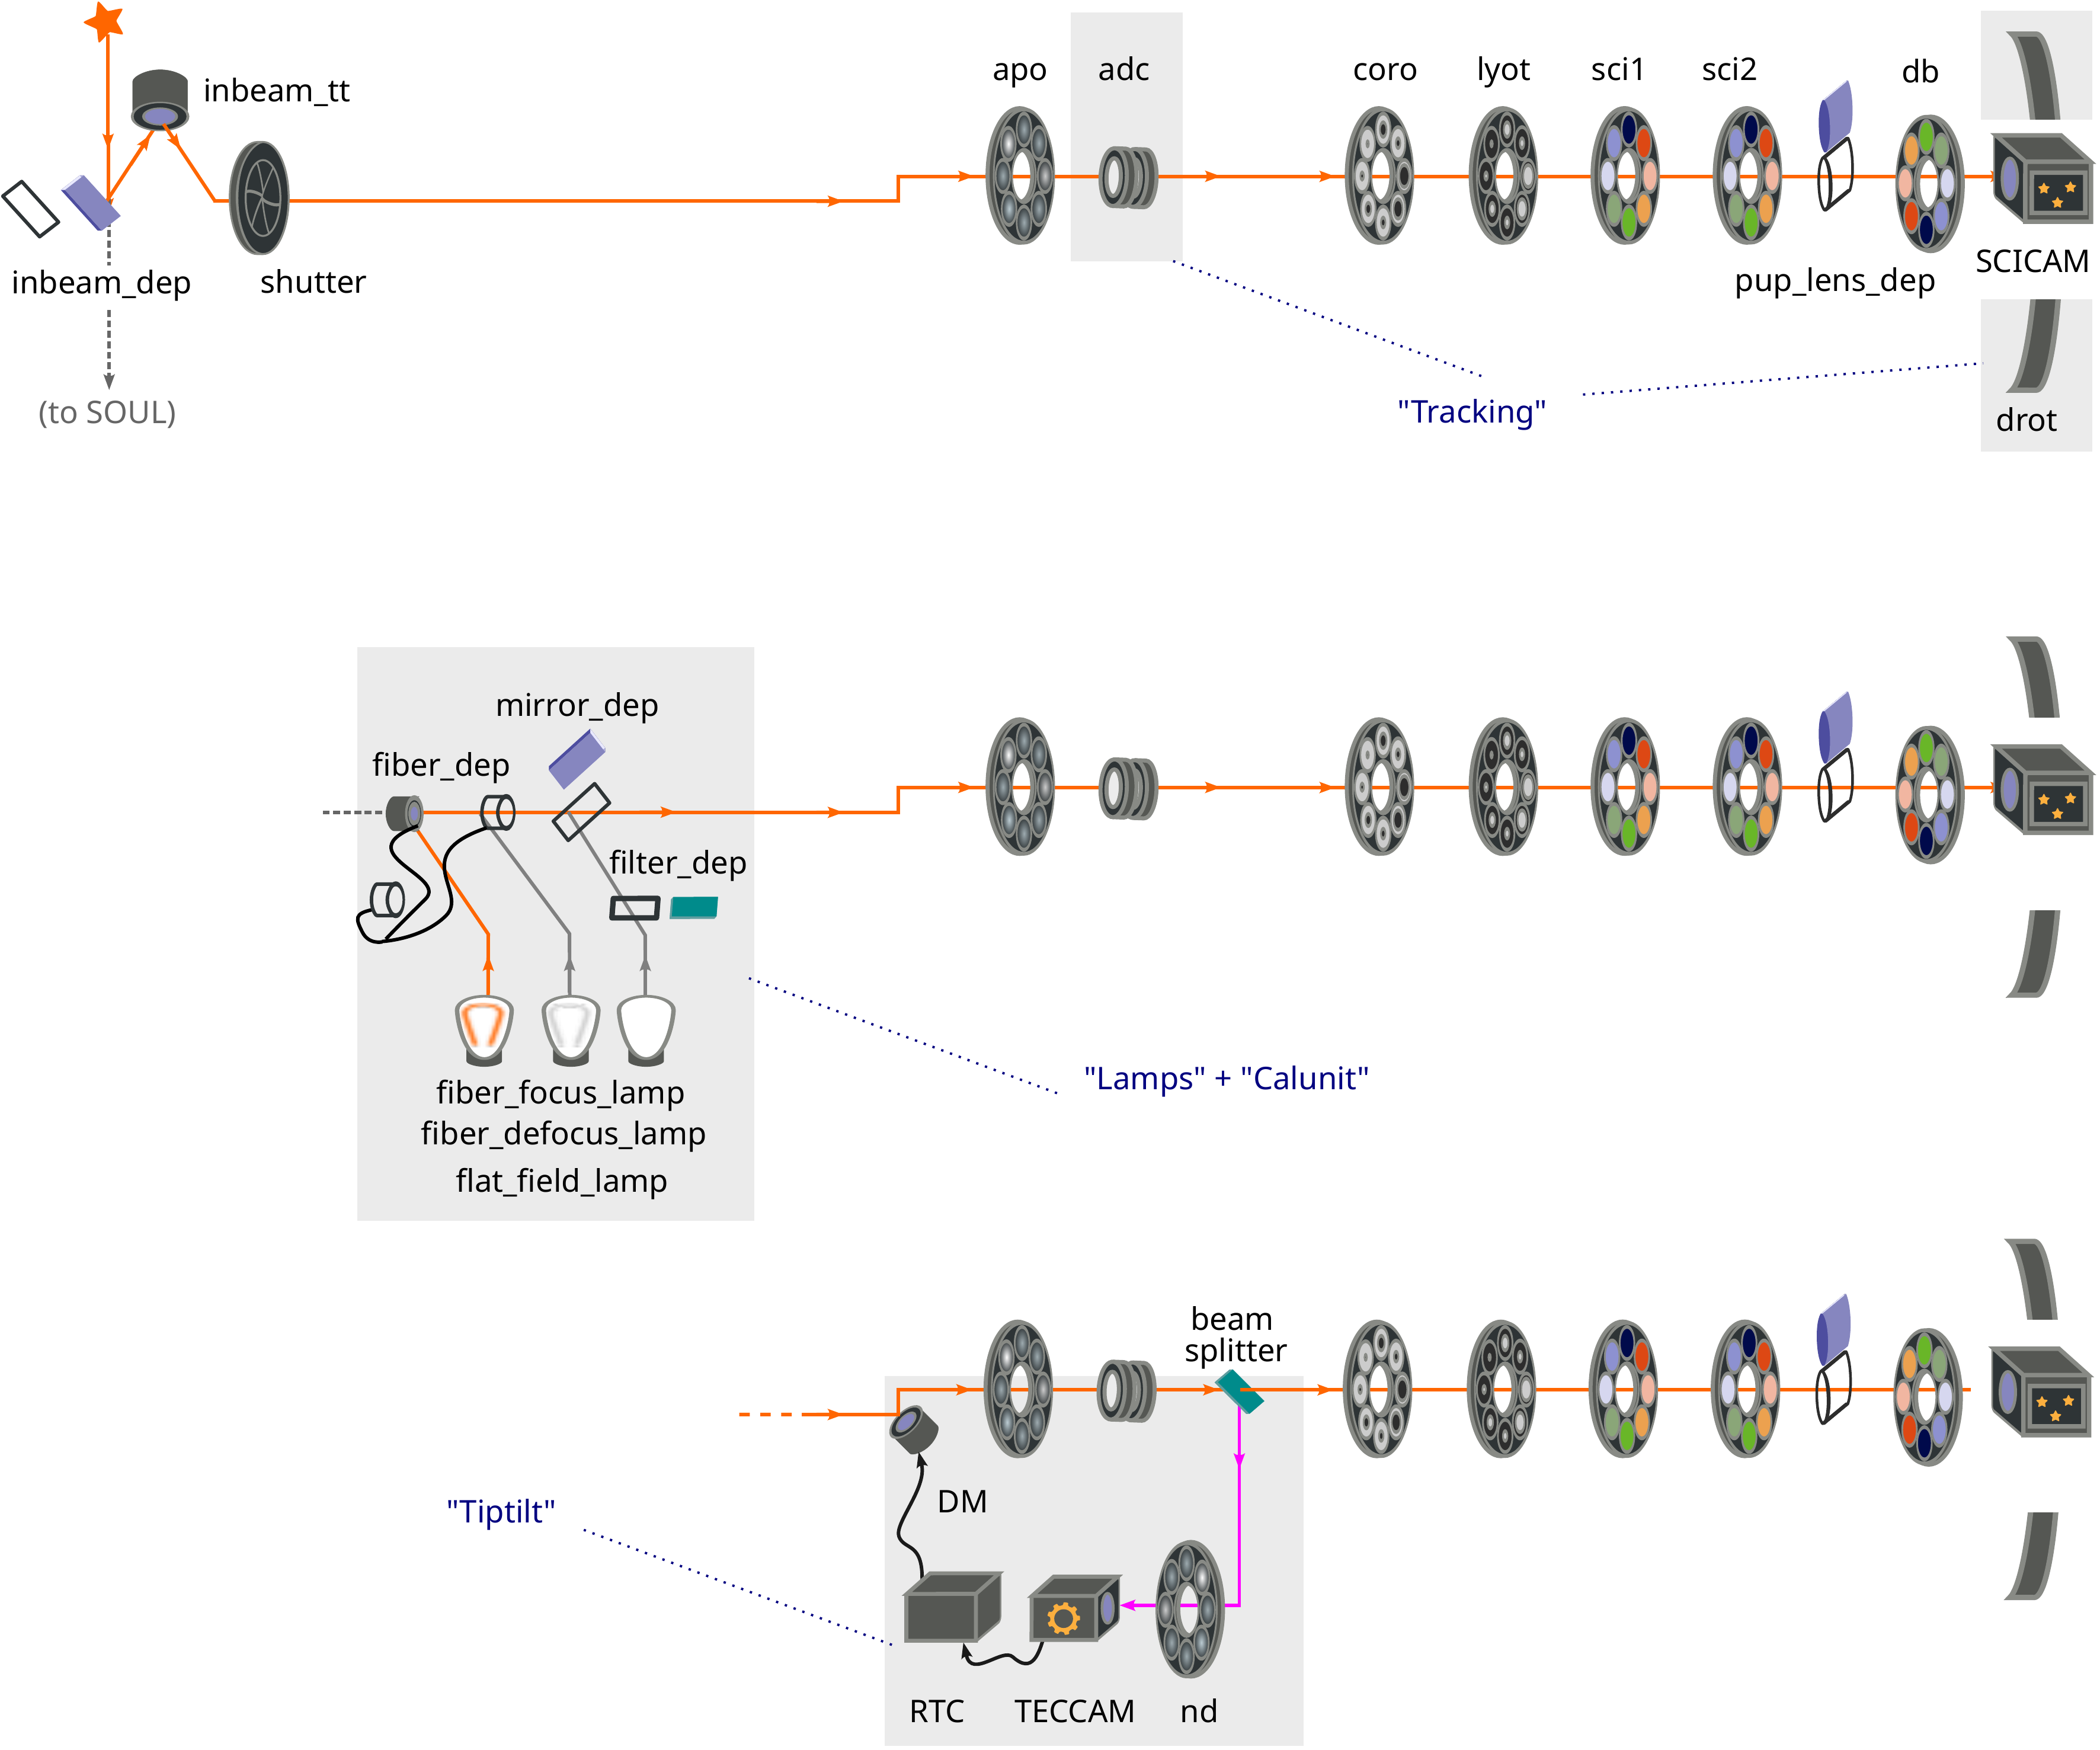 inbeam_tt
apo
adc
coro
lyot
sci1
sci2
db
inbeam_dep
shutter
pup_lens_dep
SCICAM
(to SOUL)
"Tracking"
drot
mirror_dep
fiber_dep
filter_dep
fiber_focus_lamp
fiber_defocus_lamp
flat_field_lamp
"Lamps" + "Calunit"
beam
splitter
"Tiptilt"
DM
RTC
TECCAM
nd